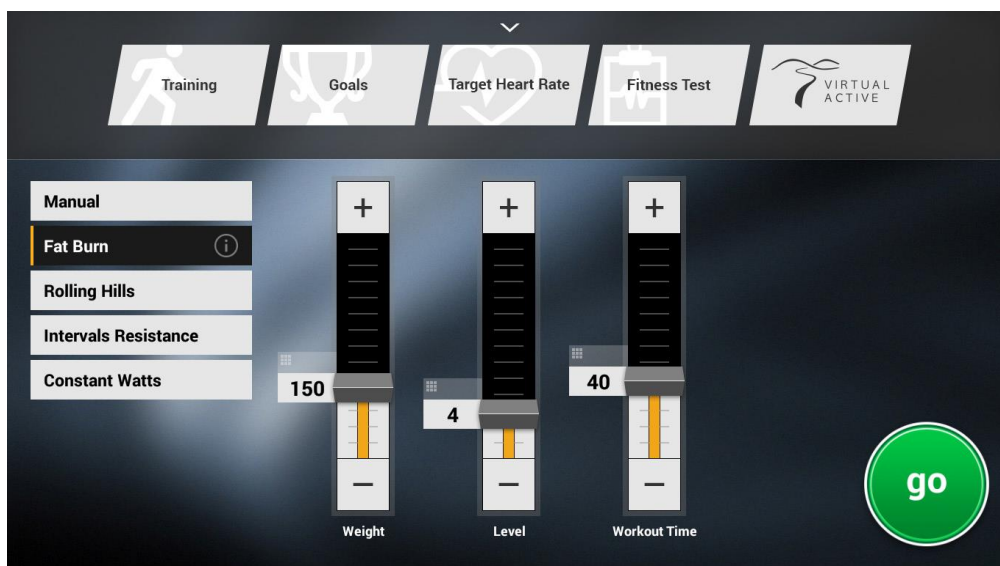 Training
Goals
Target Heart Rate
Fitness Test
VIRTUAL
ACTIVE
Manual
Fat Burn
Rolling Hills
Intervals Resistance
Constant Watts
+
+
+
150
4
40
−
−
−
Weight
Level
Workout Time
go